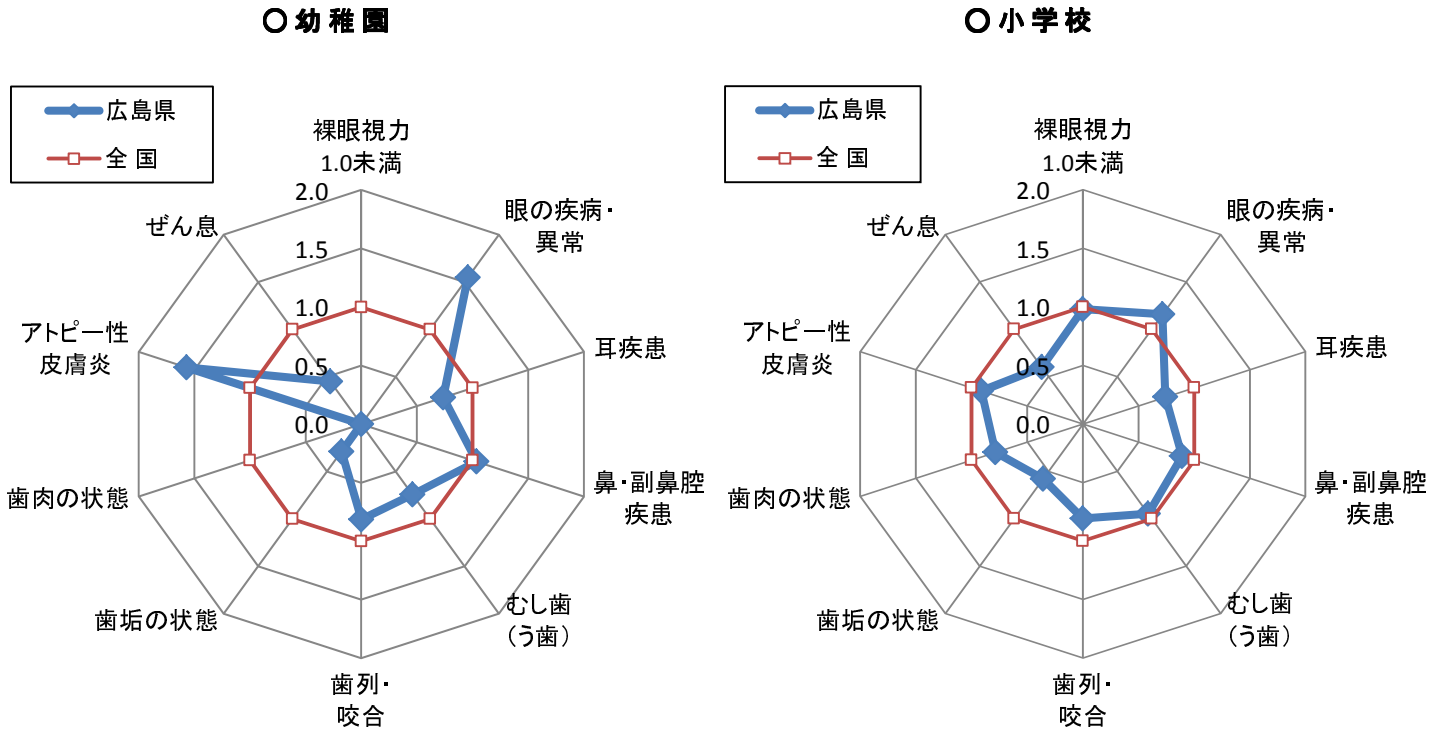 ○幼稚園
広島県
全 国
裸眼視力
1.0未満
眼の疾病・
異常
耳疾患
鼻・副鼻腔
疾患
むし歯
(う歯)
歯列・
咬合
歯垢の状態
歯肉の状態
アトピー性
皮膚炎
ぜん息
2.0
1.5
1.0
0.5
0.0
○小学校
広島県
全 国
裸眼視力
1.0未満
眼の疾病・
異常
耳疾患
鼻・副鼻腔
疾患
むし歯
(う歯)
歯列・
咬合
歯垢の状態
歯肉の状態
アトピー性
皮膚炎
ぜん息
2.0
1.5
1.0
0.5
0.0